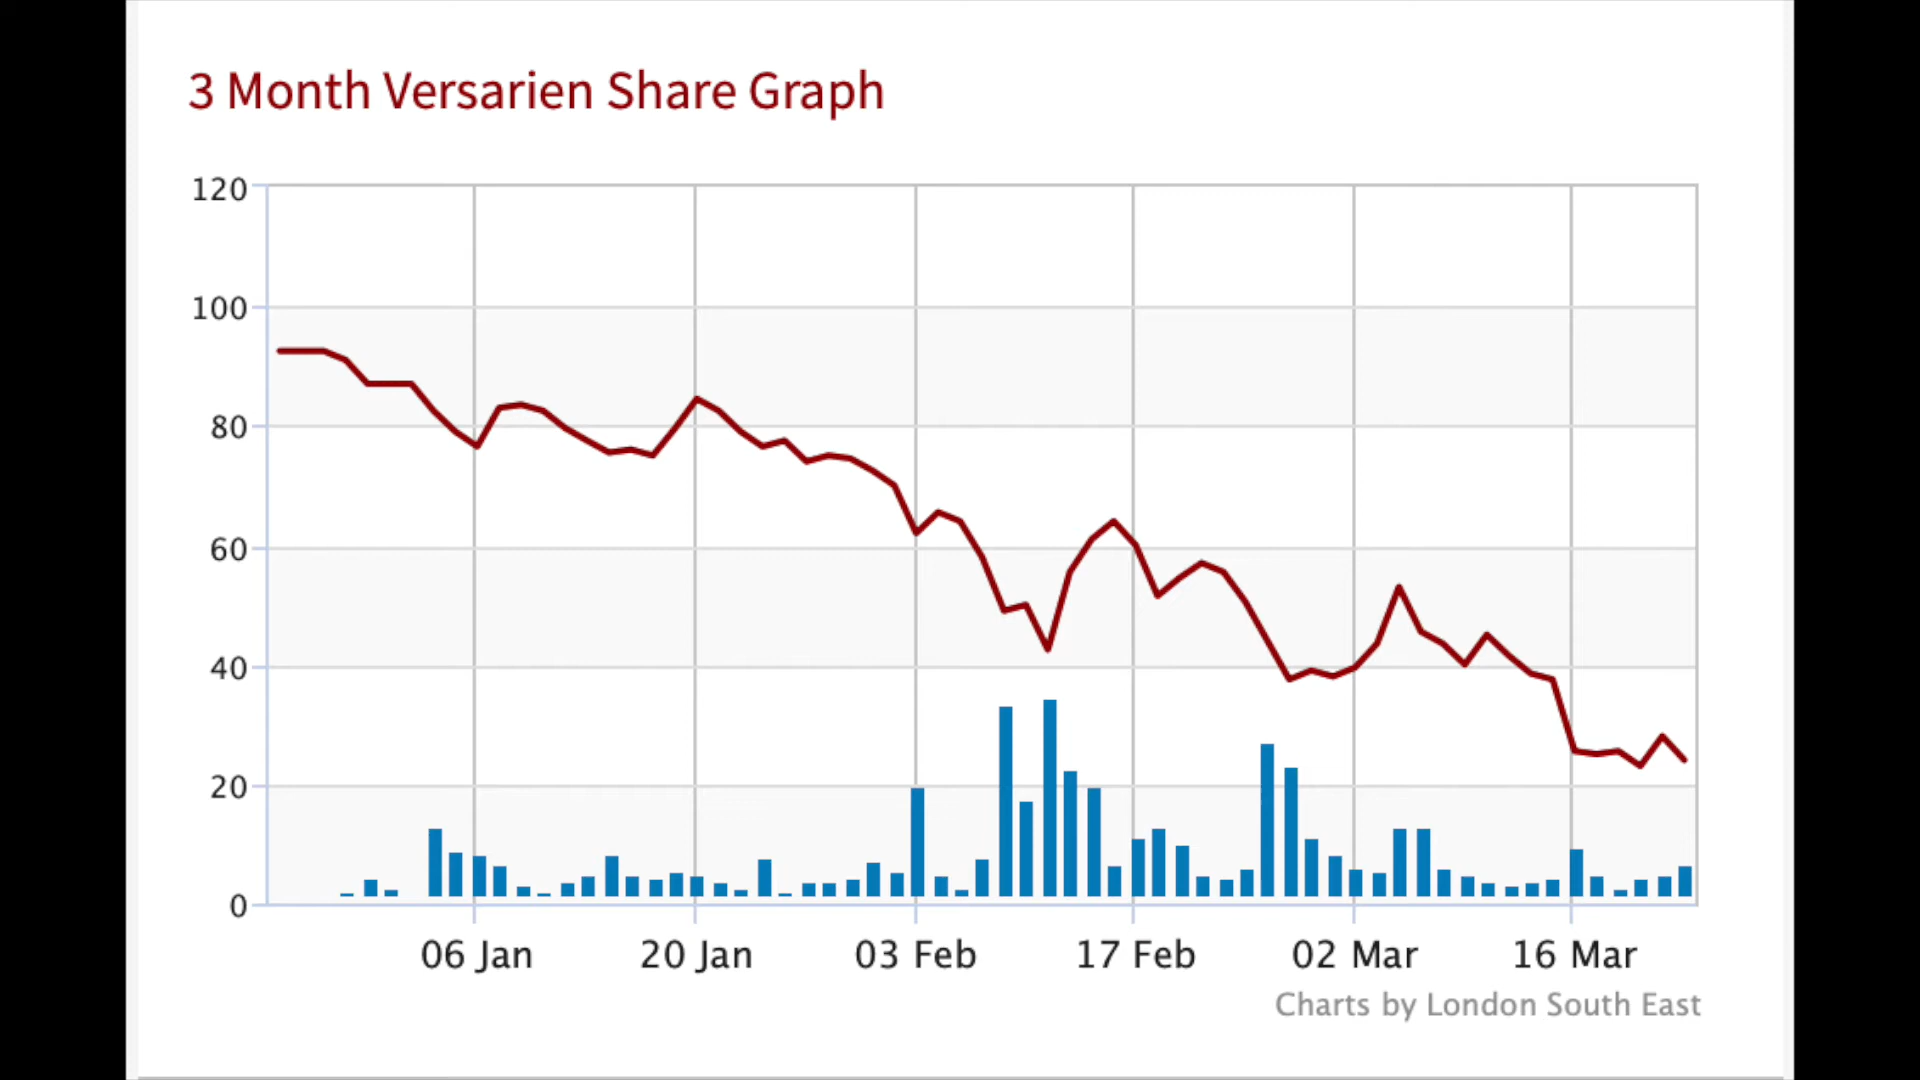 3 Month Versarien Share Graph
120
100
80
60
40
20
0
06 Jan 20 Jan 03 Feb 17 Feb 02 Mar 16 Mar
Charts by London South East